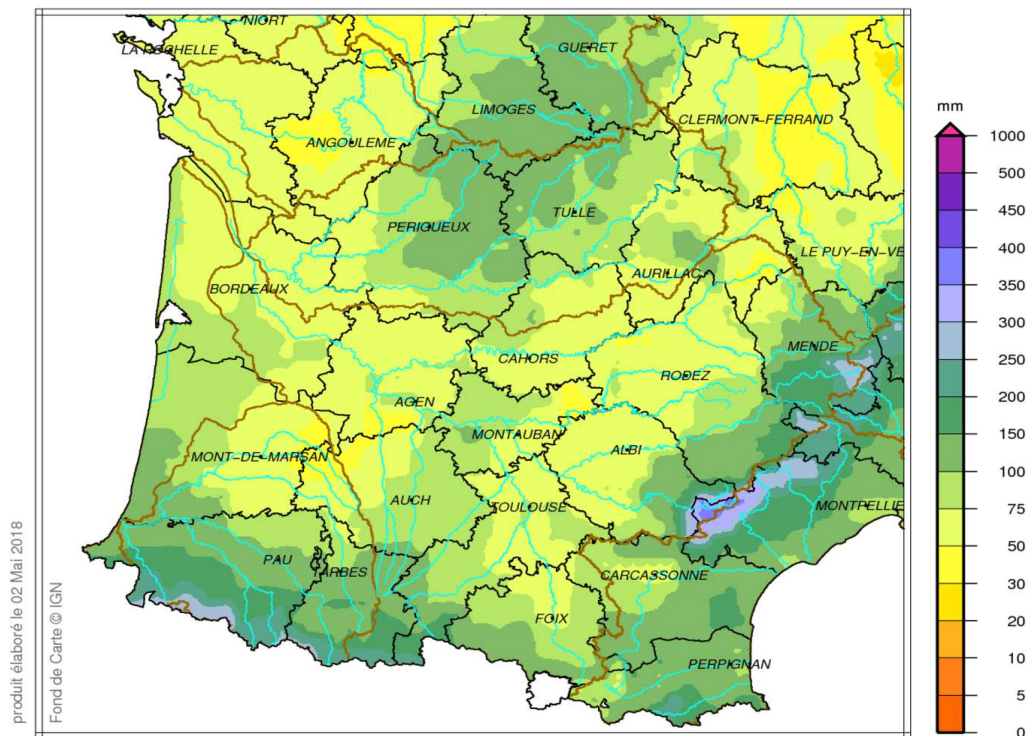 NIORT
LA ROCHELLE
GUERET
LIMOGES
CLERMONT-FERRAND
ANGOULEME
TULLE
PERIGUEUX
LE PUY-EN-VE
AURILLAC
BORDEAUX
MENDE
CAHORS
RODEZ
AGEN
MONTAUBAN
ALBI
MONT-DE-MARSAN
AUCH
TOULOUSE
MONTPELLIE
PAU
ARBES
CARCASSONNE
FOIX
PERPIGNAN
mm
1000
500
450
400
350
300
250
200
150
100
75
50
30
20
10
5
0
produit élaboré le 02 Mai 2018
Fond de Carte © IGN